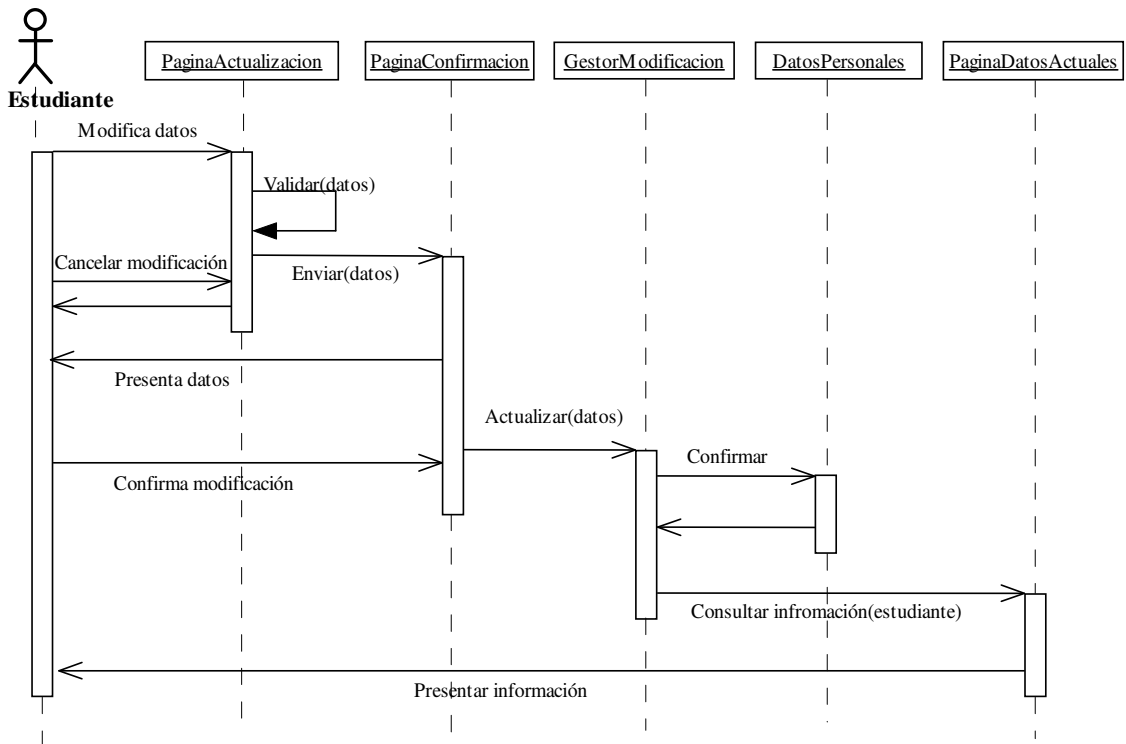 PaginaActualizacion
PaginaConfirmacion
GestorModificacion
DatosPersonales
PaginaDatosActuales
Estudiante
Modifica datos
Validar(datos)
Cancelar modificación
Enviar(datos)
Presenta datos
Actualizar(datos)
Confirmar
Confirma modificación
Consultar infromación(estudiante)
Presentar información